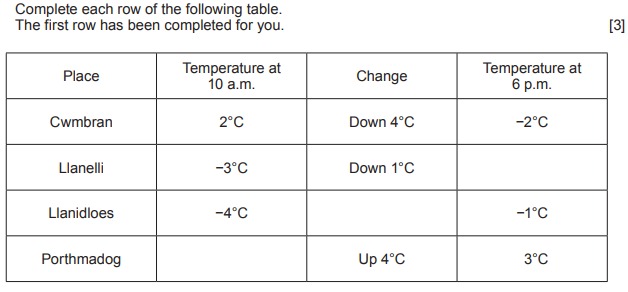 Complete each row of the following table.
The first row has been completed for you.
[3]
Place
Temperature at
10 a.m.
Change
Temperature at
6 p.m.
Cwmbran
2°C
Down 4°C
−2°C
Llanelli
−3°C
Down 1°C
Llanidloes
−4°C
−1°C
Porthmadog
Up 4°C
3°C